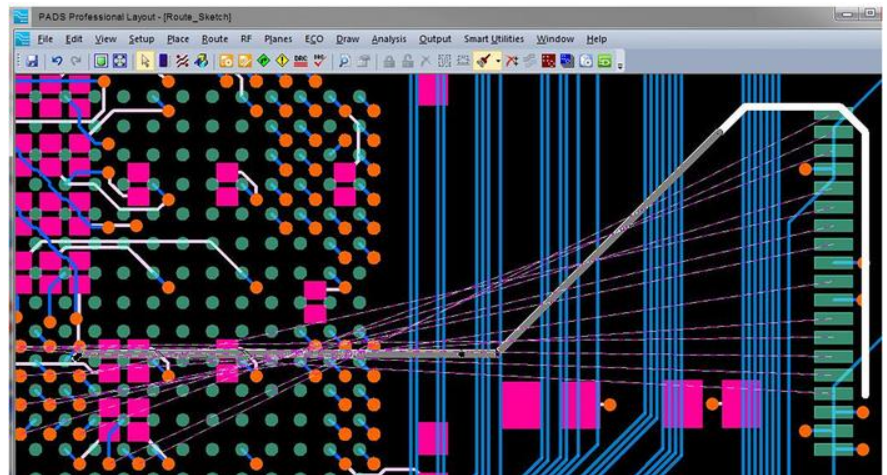 PADS Professional Layout - [Route_Sketch]
File Edit View Setup Place Route RF Planes ECO Draw Analysis Output Smart Utilities Window Help
DRC